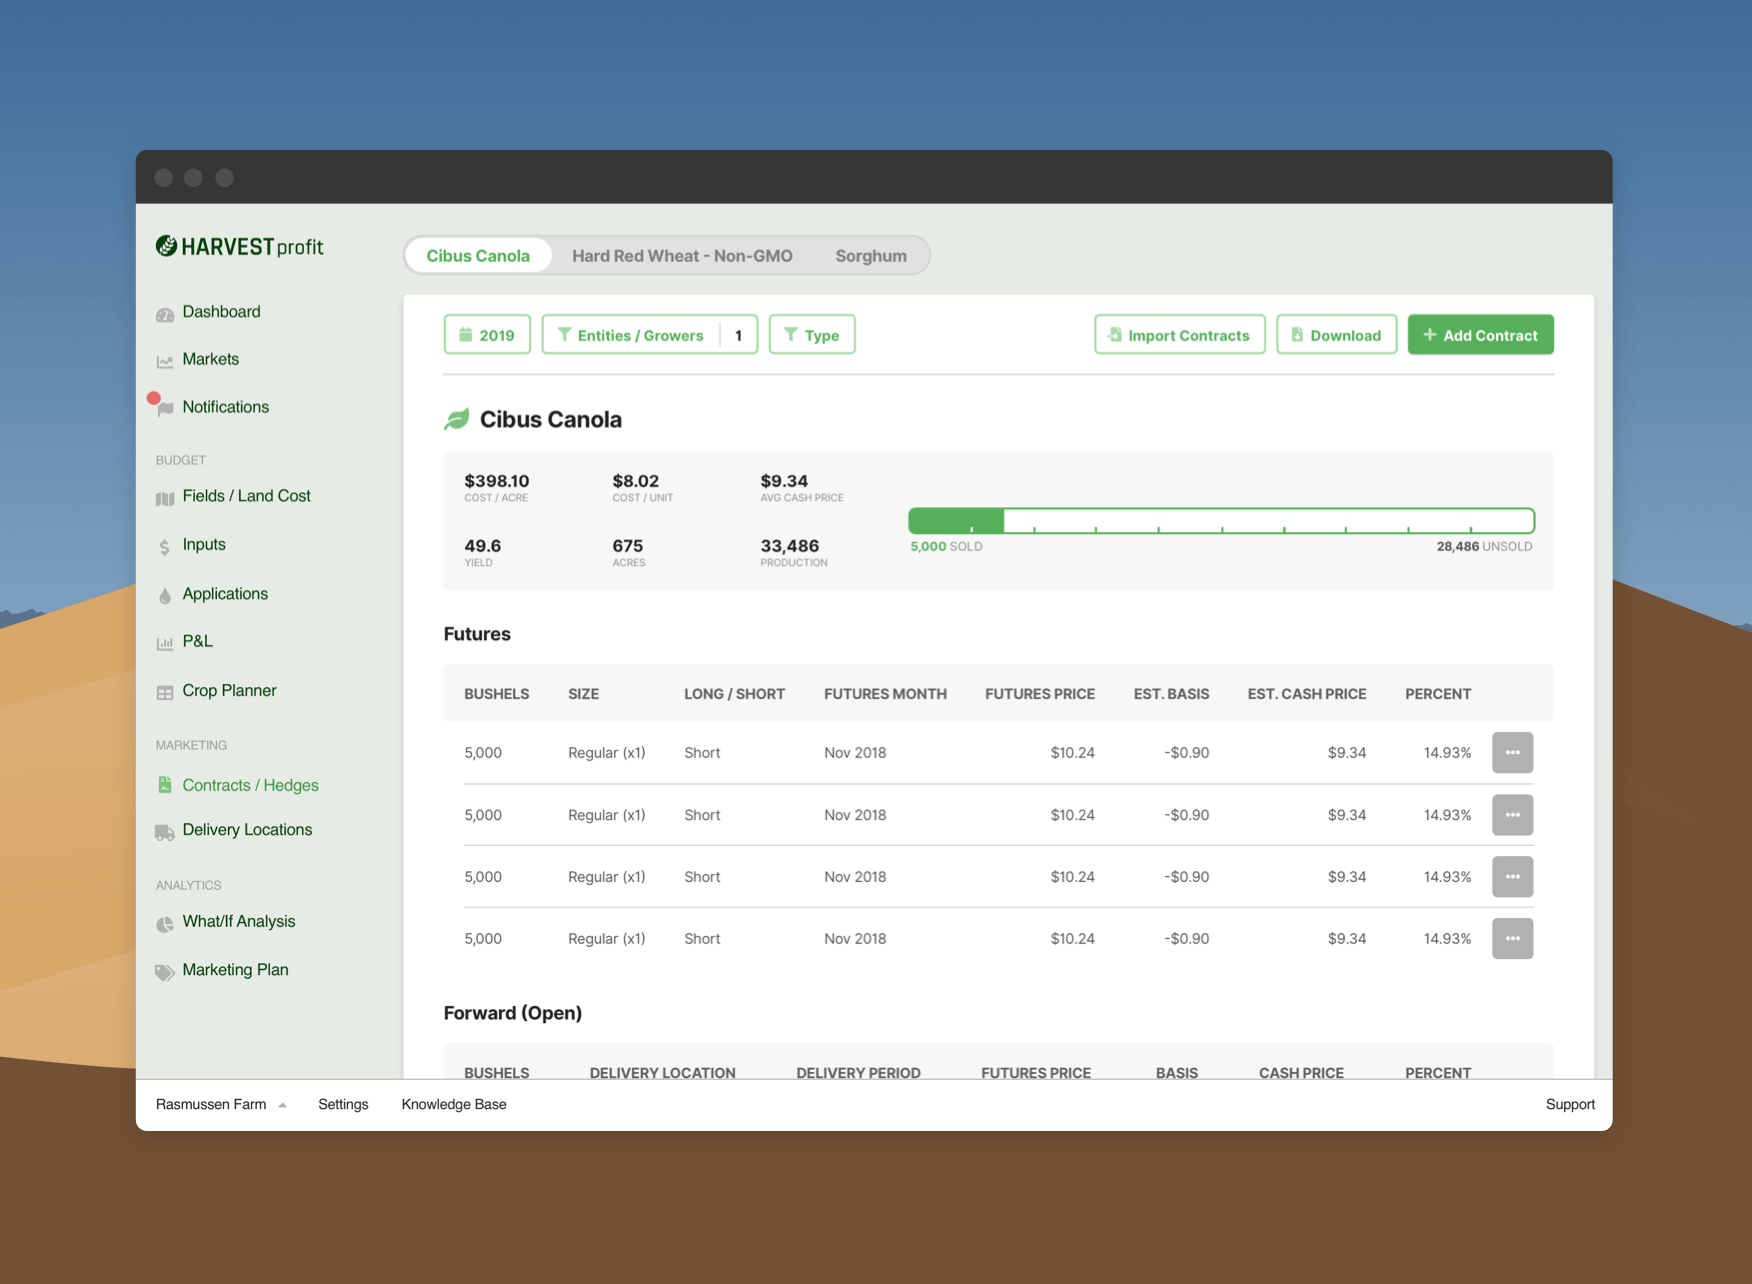 HARVEST profit
Cibus Canola Hard Red Wheat - Non-GMO Sorghum
Dashboard
Markets
Notifications
BUDGET
Fields / Land Cost
Inputs
Applications
P&L
Crop Planner
MARKETING
Contracts / Hedges
Delivery Locations
ANALYTICS
What/If Analysis
Marketing Plan
2019 Entities / Growers 1 Type Import Contracts Download + Add Contract
Cibus Canola
$398.10 $8.02 $9.34
COST / ACRE COST / UNIT AVG CASH PRICE
49.6 675 33,486
YIELD ACRES PRODUCTION
5,000 SOLD 28,486 UNSOLD
Futures
BUSHELS SIZE LONG / SHORT FUTURES MONTH FUTURES PRICE EST. BASIS EST. CASH PRICE PERCENT
5,000 Regular (x1) Short Nov 2018 $10.24 -$0.90 $9.34 14.93%
5,000 Regular (x1) Short Nov 2018 $10.24 -$0.90 $9.34 14.93%
5,000 Regular (x1) Short Nov 2018 $10.24 -$0.90 $9.34 14.93%
5,000 Regular (x1) Short Nov 2018 $10.24 -$0.90 $9.34 14.93%
Forward (Open)
BUSHELS DELIVERY LOCATION DELIVERY PERIOD FUTURES PRICE BASIS CASH PRICE PERCENT
Rasmussen Farm Settings Knowledge Base Support